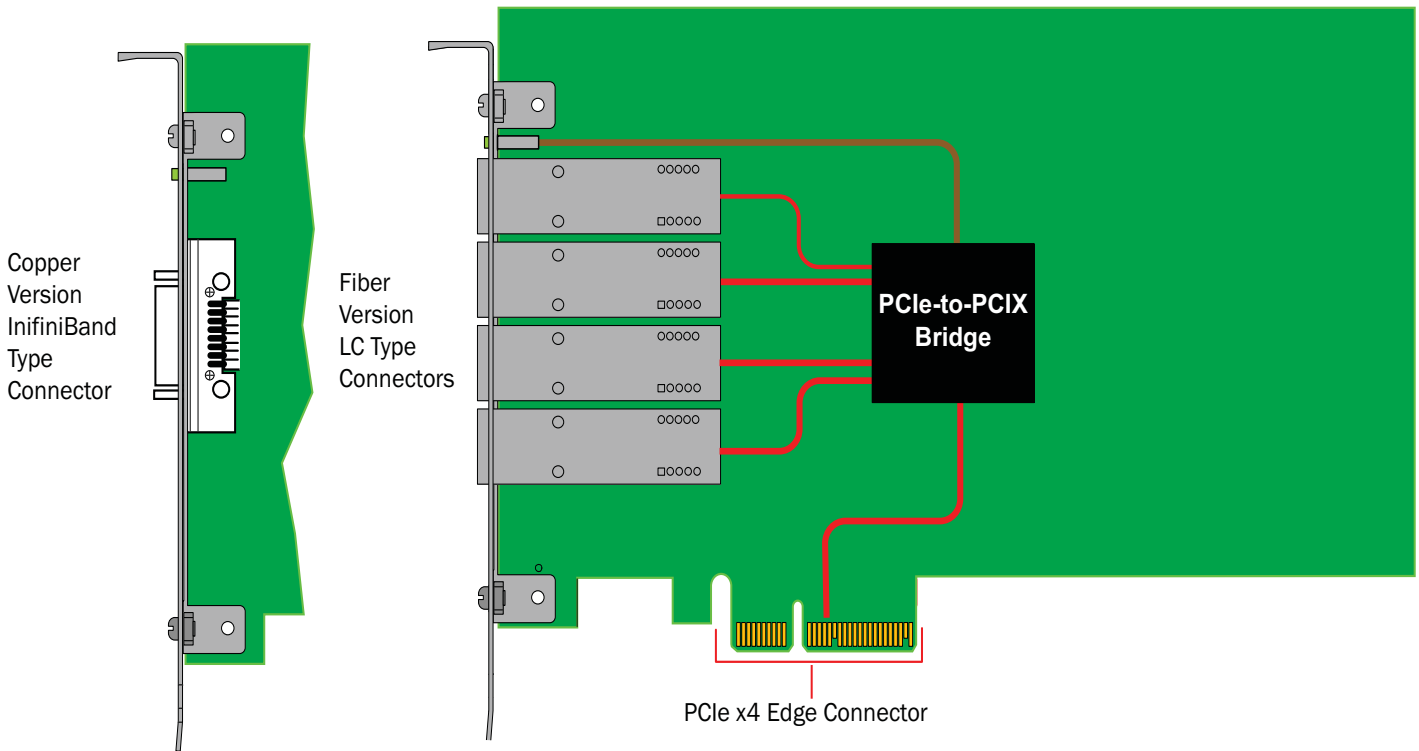 Copper
Version
InifiniBand
Type
Connector
Fiber
Version
LC Type
Connectors
PCIe-to-PCIX
Bridge
PCIe x4 Edge Connector